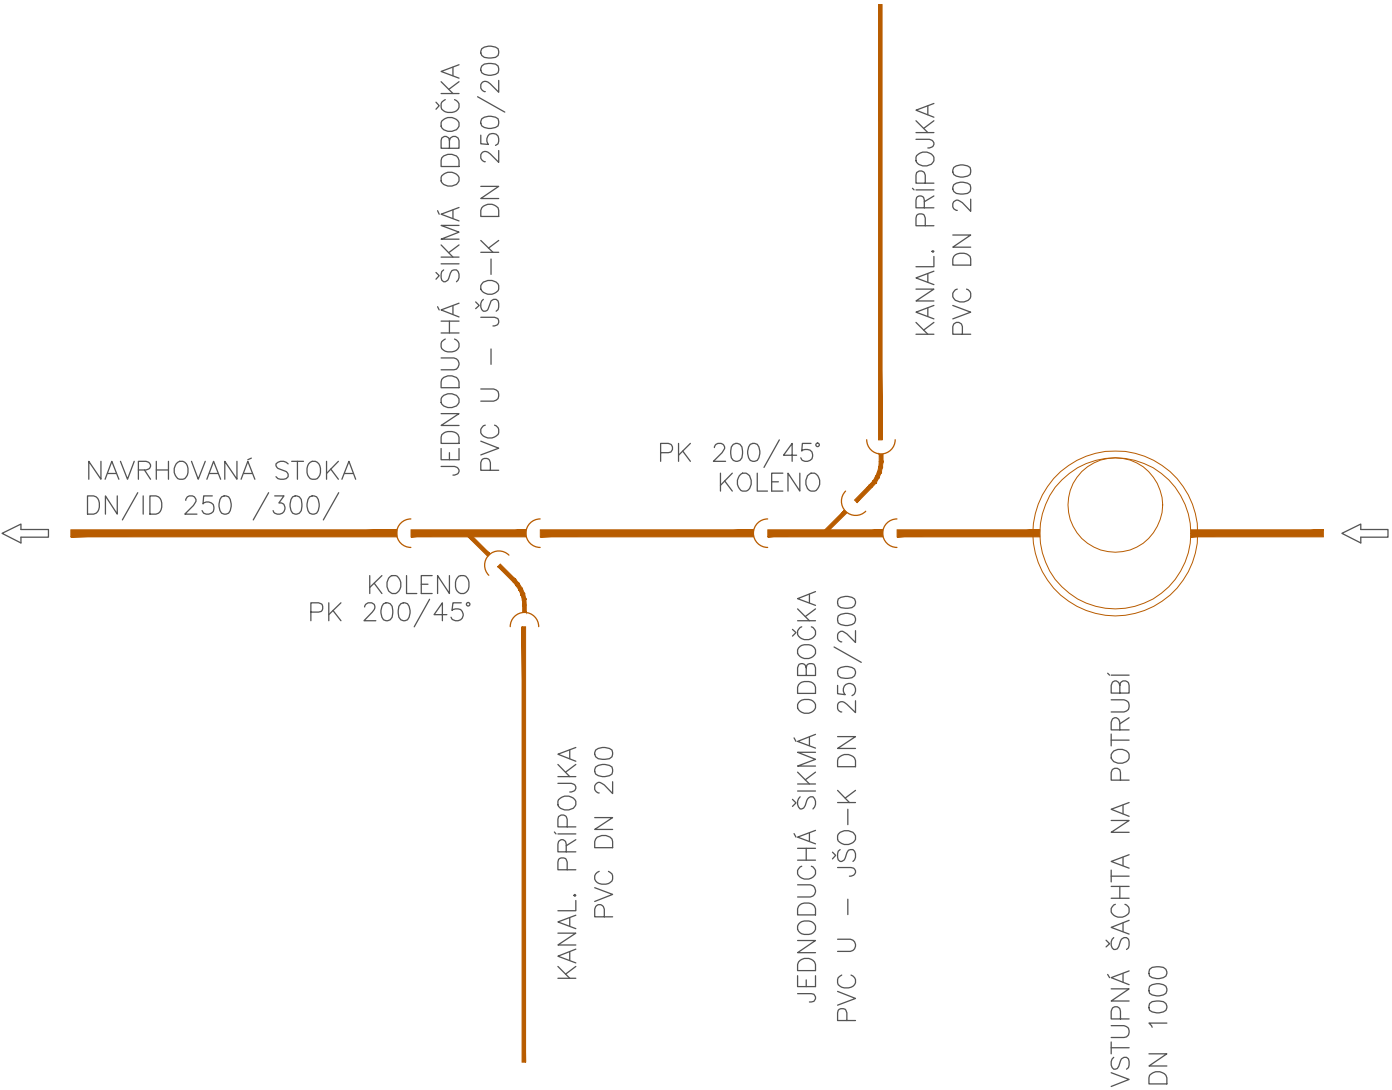 JEDNODUCHÁ ŠIKMÁ ODBOČKA
PVC U – JŠO–K DN 250/200
KANAL. PRÍPOJKA
PVC DN 200
NAVRHOVANÁ STOKA
DN/ID 250 /300/
PK 200/45°
KOLENO
KOLENO
PK 200/45°
KANAL. PRÍPOJKA
PVC DN 200
JEDNODUCHÁ ŠIKMÁ ODBOČKA
PVC U – JŠO–K DN 250/200
VSTUPNÁ ŠACHTA NA POTRUBÍ
DN 1000